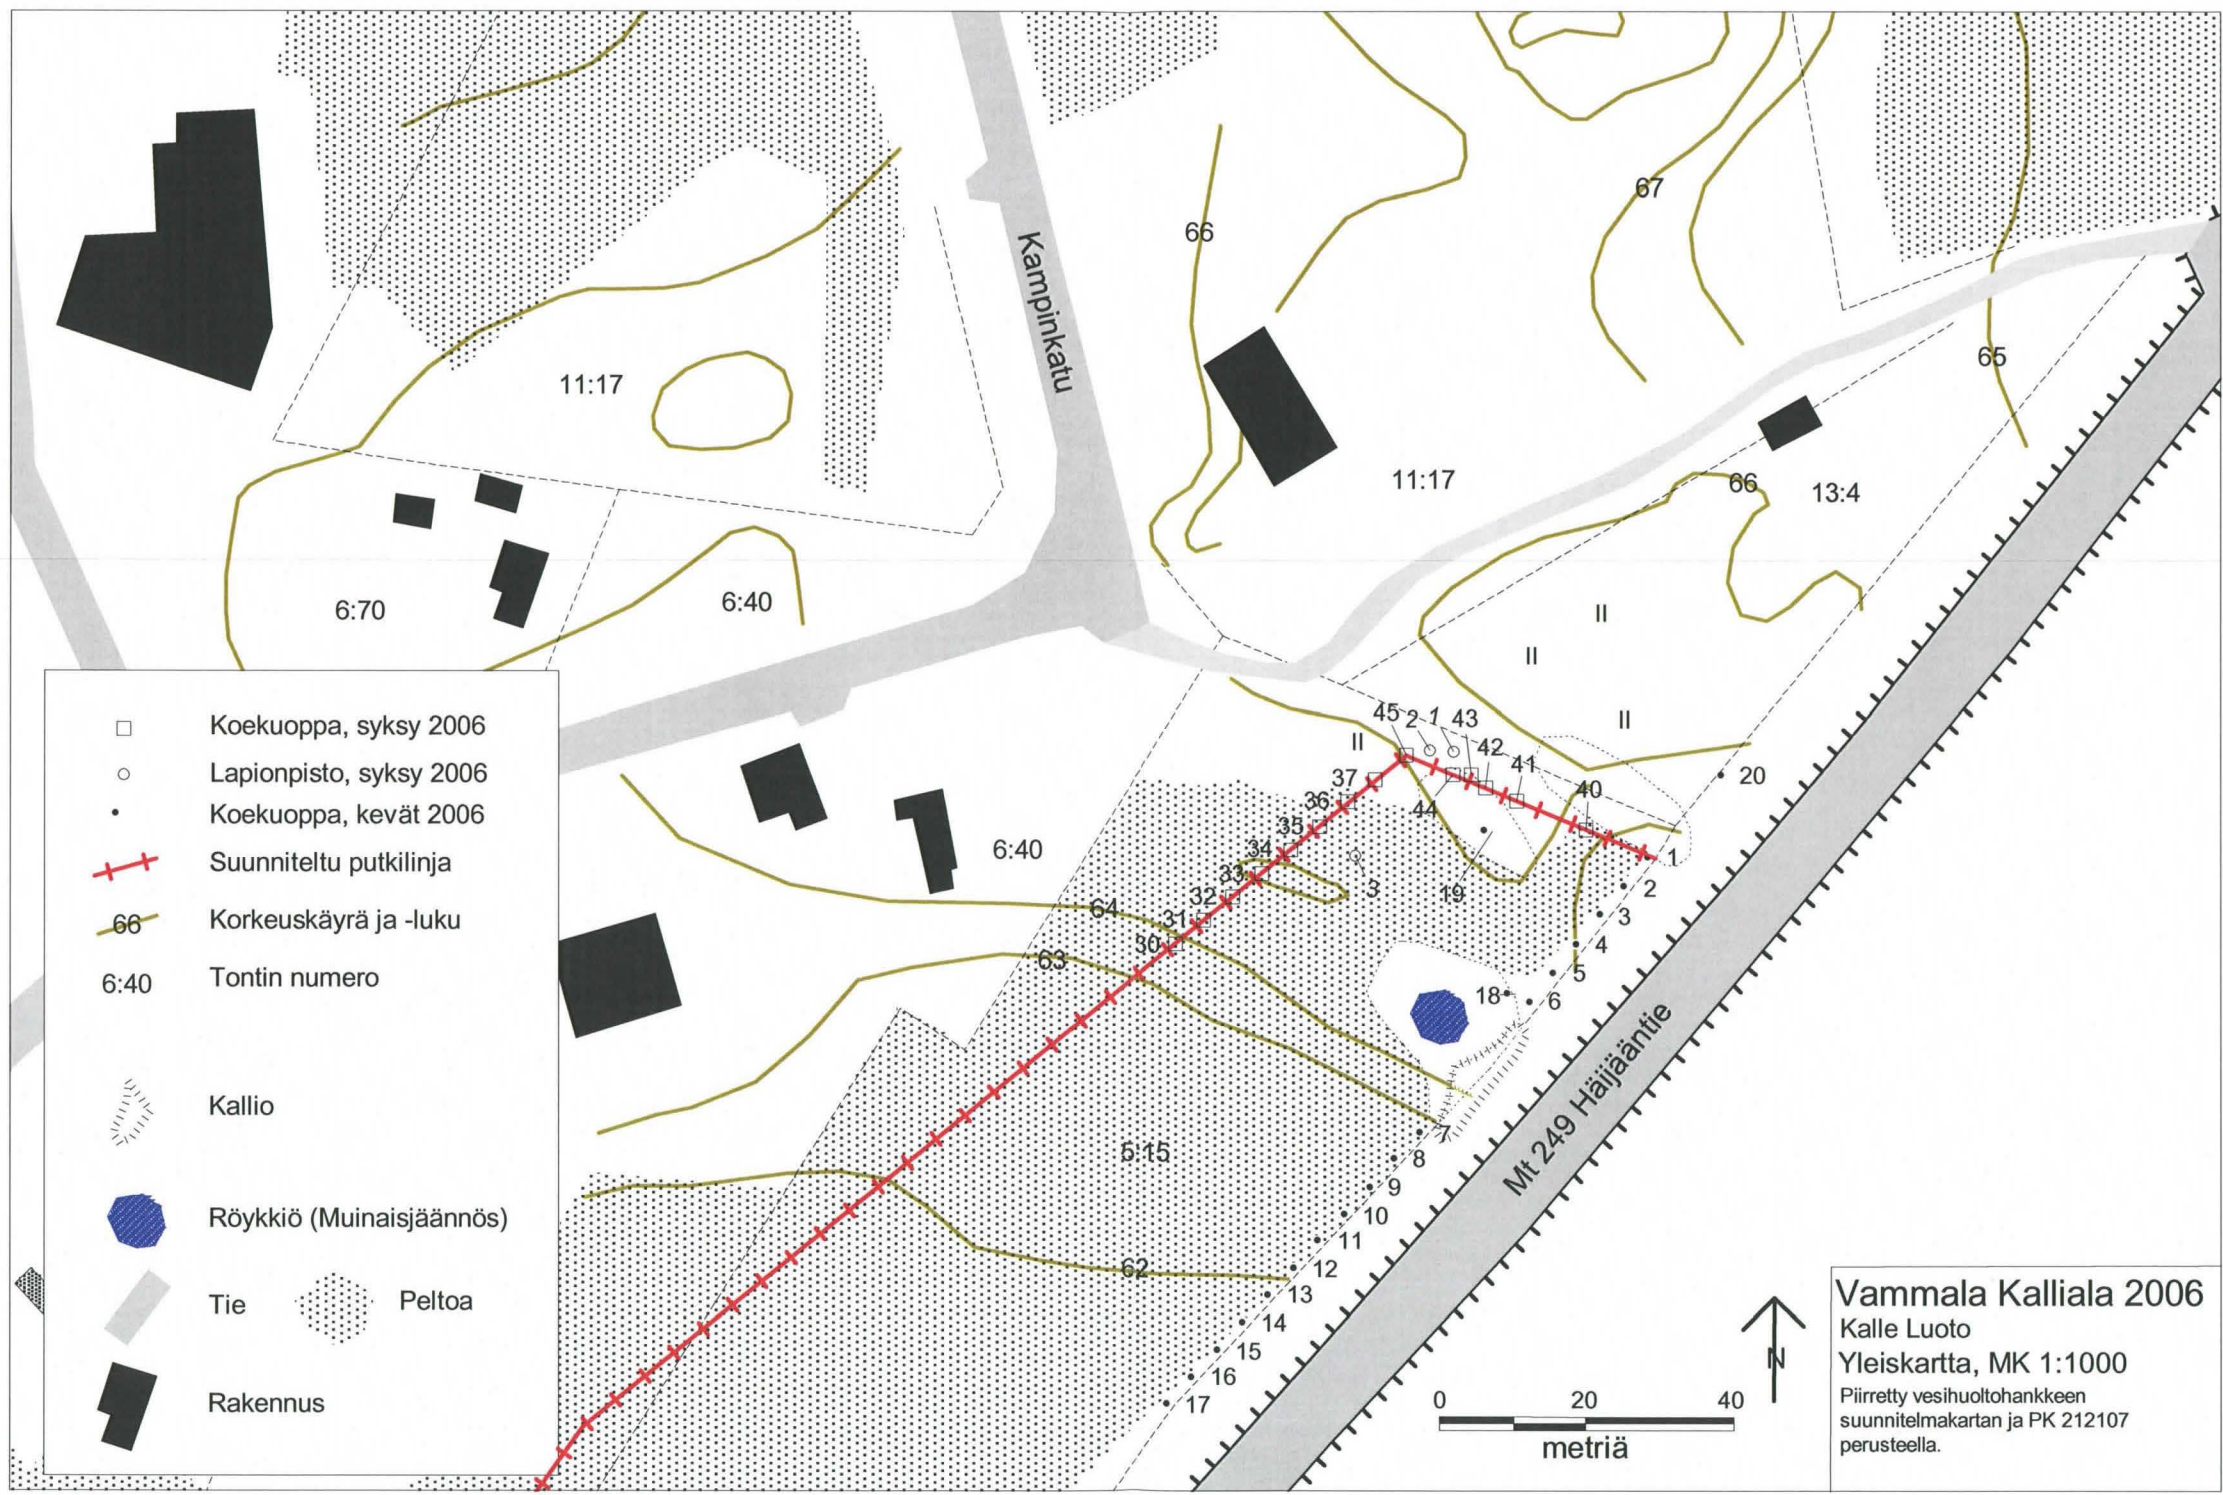 Kampinkatu
66
67
65
11:17
11:17
66
13:4
6:70
6:40
II
II
II
II
45
2
1
43
42
41
40
20
37
36
35
34
33
32
31
30
44
19
3
6:40
64
63
1
2
3
4
5
6
18
7
8
9
10
11
12
13
14
15
16
17
5:15
62
Mt 249 Häijääntie
Koekuoppa, syksy 2006
Lapionpisto, syksy 2006
Koekuoppa, kevät 2006
Suunniteltu putkilinja
66 Korkeuskäyrä ja -luku
6:40 Tontin numero
Kallio
Röykkiö (Muinaisjäännös)
Tie
Peltoa
Rakennus
0 20 40
metriä
N
Vammala Kalliala 2006
Kalle Luoto
Yleiskartta, MK 1:1000
Piirretty vesihuoltohankkeen
suunnitelmakartan ja PK 212107
perusteella.